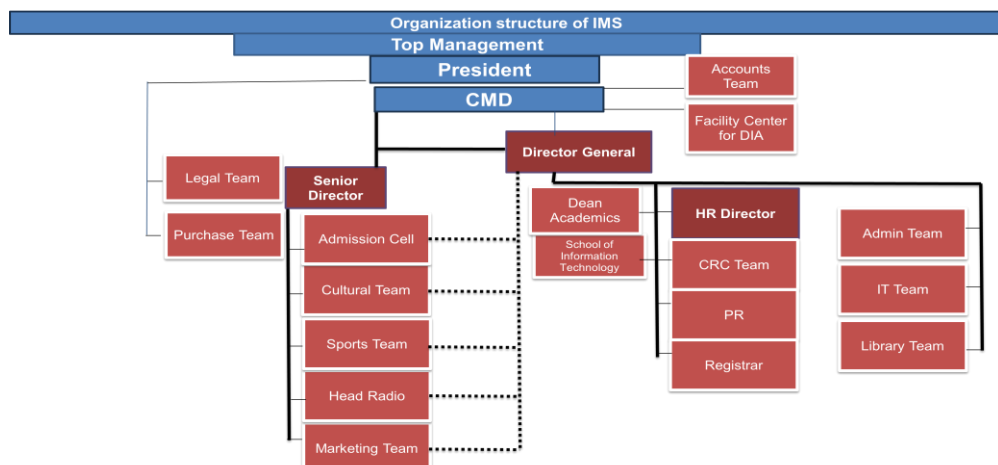 Organization structure of IMS
Top Management
President
CMD
Accounts
Team
Facility Center
for DIA
Director General
Legal Team
Senior
Director
Purchase Team
Dean
Academics
HR Director
School of
Information
Technology
Admission Cell
Cultural Team
Sports Team
Head Radio
Marketing Team
CRC Team
PR
Registrar
Admin Team
IT Team
Library Team